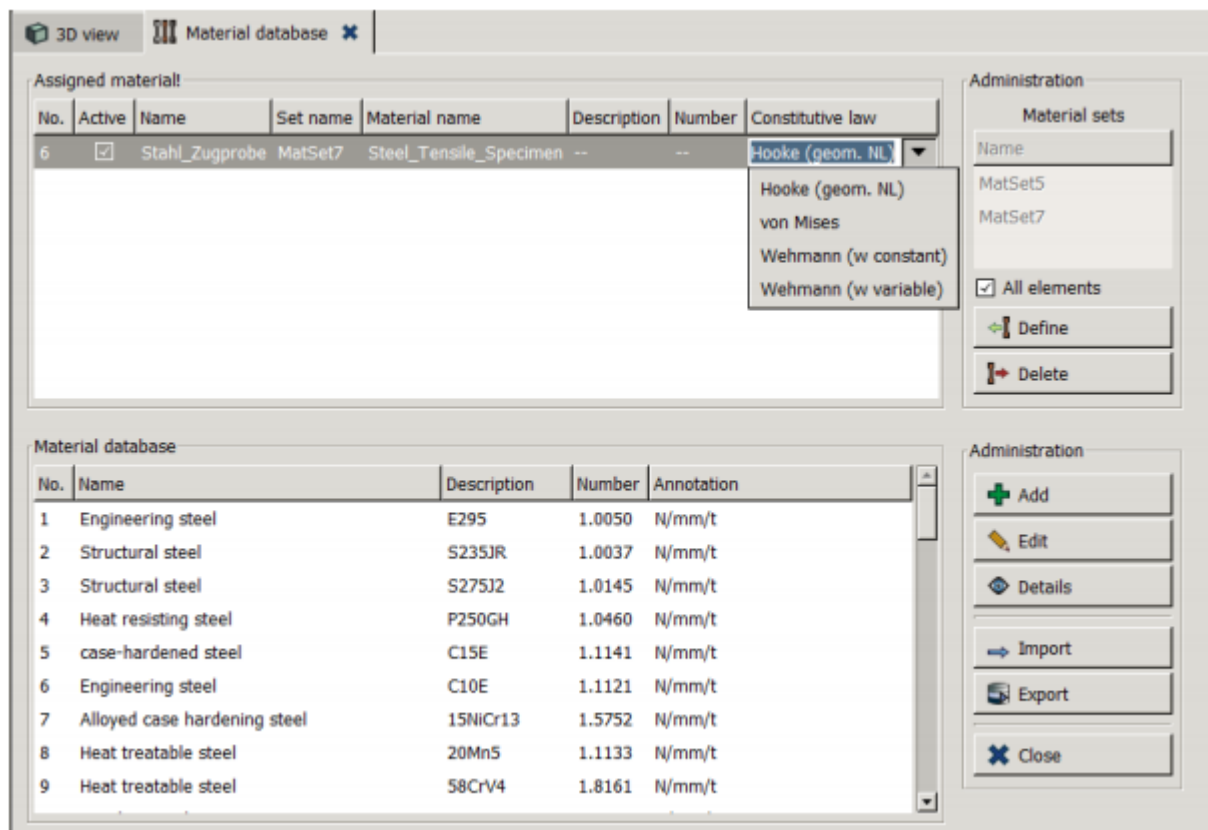 3D view Material database
Assigned material! Administration
No. Active Name Set name Material name Description Number Constitutive law Material sets
6 Stahl_Zugprobe MatSet7 Steel_Tensile_Specimen -- -- Hooke (geom. NL) Name
Hooke (geom. NL) MatSet5
von Mises MatSet7
Wehmann (w constant)
Wehmann (w variable) All elements
Define
Delete
Material database Administration
No. Name Description Number Annotation
1 Engineering steel E295 1.0050 N/mm/t Add
2 Structural steel S235JR 1.0037 N/mm/t Edit
3 Structural steel S275J2 1.0145 N/mm/t Details
4 Heat resisting steel P250GH 1.0460 N/mm/t
5 case-hardened steel C15E 1.1141 N/mm/t Import
6 Engineering steel C10E 1.1121 N/mm/t Export
7 Alloyed case hardening steel 15NiCr13 1.5752 N/mm/t
8 Heat treatable steel 20Mn5 1.1133 N/mm/t Close
9 Heat treatable steel 58CrV4 1.8161 N/mm/t